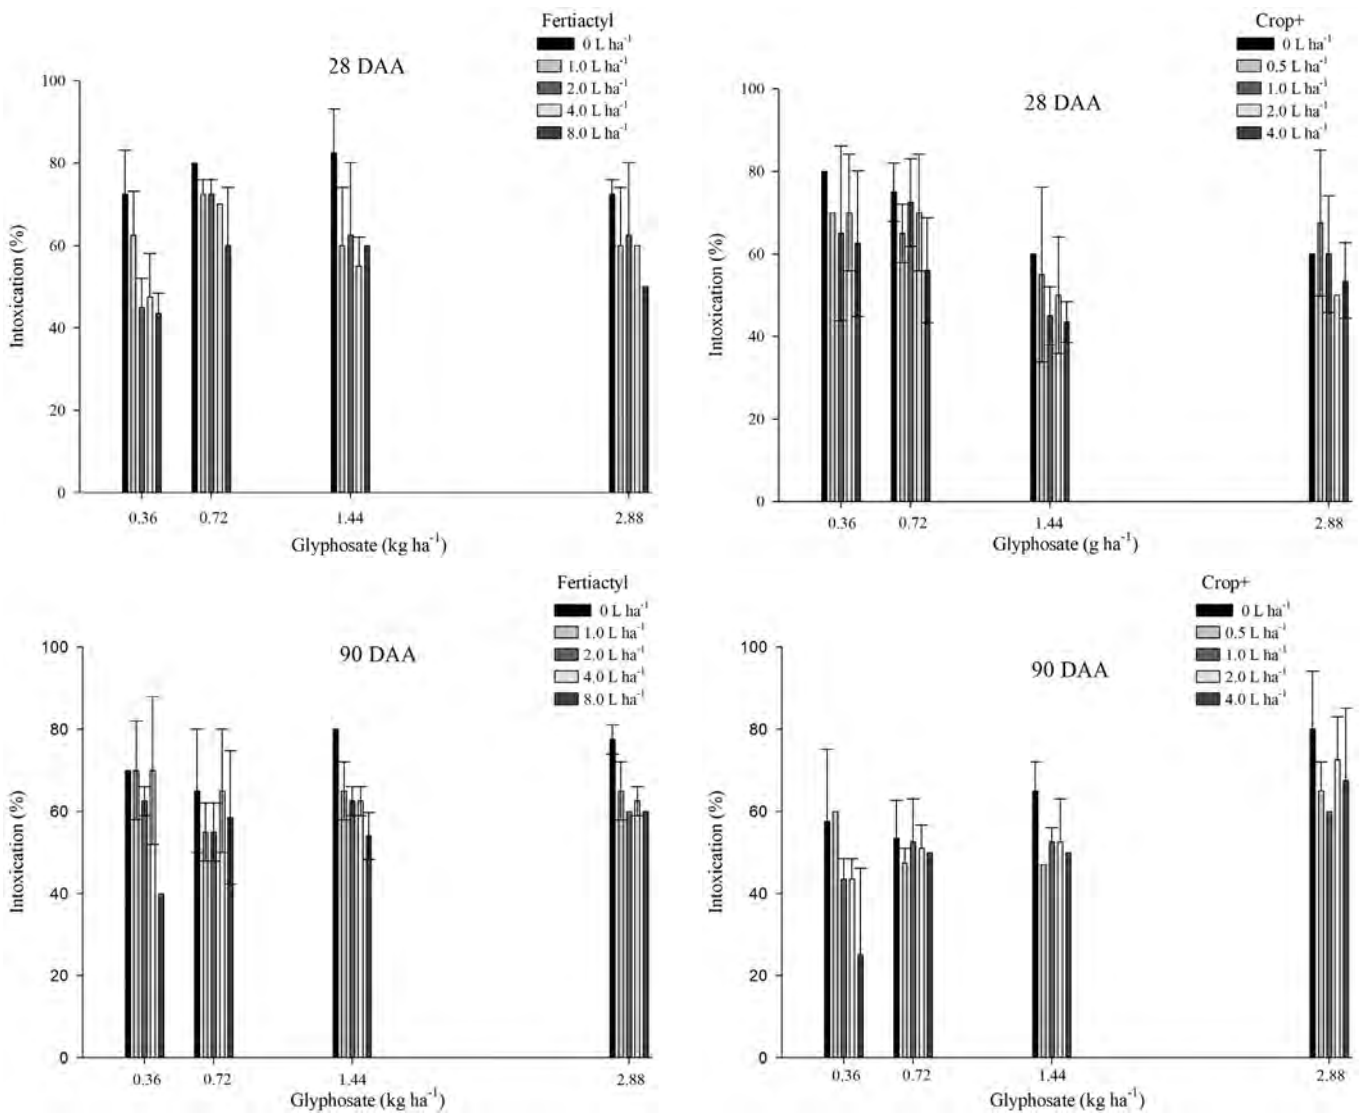 Fertiactyl
0 L ha⁻¹
1.0 L ha⁻¹
2.0 L ha⁻¹
4.0 L ha⁻¹
8.0 L ha⁻¹
28 DAA
100
80
60
40
20
0
Intoxication (%)
0.36 0.72 1.44 2.88
Glyphosate (kg ha⁻¹)
Crop+
0 L ha⁻¹
0.5 L ha⁻¹
1.0 L ha⁻¹
2.0 L ha⁻¹
4.0 L ha⁻¹
28 DAA
100
80
60
40
20
0
Intoxication (%)
0.36 0.72 1.44 2.88
Glyphosate (g ha⁻¹)
Fertiactyl
0 L ha⁻¹
1.0 L ha⁻¹
2.0 L ha⁻¹
4.0 L ha⁻¹
8.0 L ha⁻¹
90 DAA
100
80
60
40
20
0
Intoxication (%)
0.36 0.72 1.44 2.88
Glyphosate (kg ha⁻¹)
Crop+
0 L ha⁻¹
0.5 L ha⁻¹
1.0 L ha⁻¹
2.0 L ha⁻¹
4.0 L ha⁻¹
90 DAA
100
80
60
40
20
0
Intoxication (%)
0.36 0.72 1.44 2.88
Glyphosate (kg ha⁻¹)